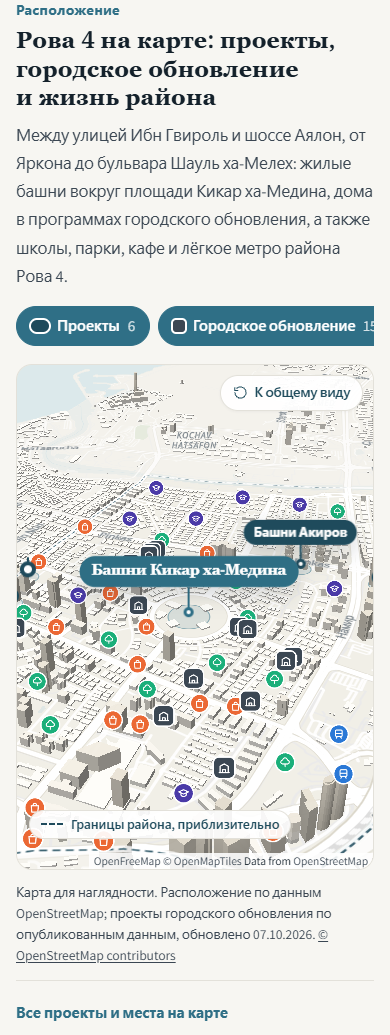 Расположение
Рова 4 на карте: проекты,
городское обновление
и жизнь района
Между улицей Ибн Гвироль и шоссе Аялон, от
Яркона до бульвара Шауль ха-Мелех: жилые
башни вокруг площади Кикар ха-Медина, дома
в программах городского обновления, а также
школы, парки, кафе и лёгкое метро района
Рова 4.
Проекты 6
Городское обновление 15
К общему виду
KOCHAV
HATSAFON
Башни Акиров
Башни Кикар ха-Медина
Границы района, приблизительно
OpenFreeMap © OpenMapTiles Data from OpenStreetMap
Карта для наглядности. Расположение по данным
OpenStreetMap; проекты городского обновления по
опубликованным данным, обновлено 07.10.2026. ©
OpenStreetMap contributors
Все проекты и места на карте